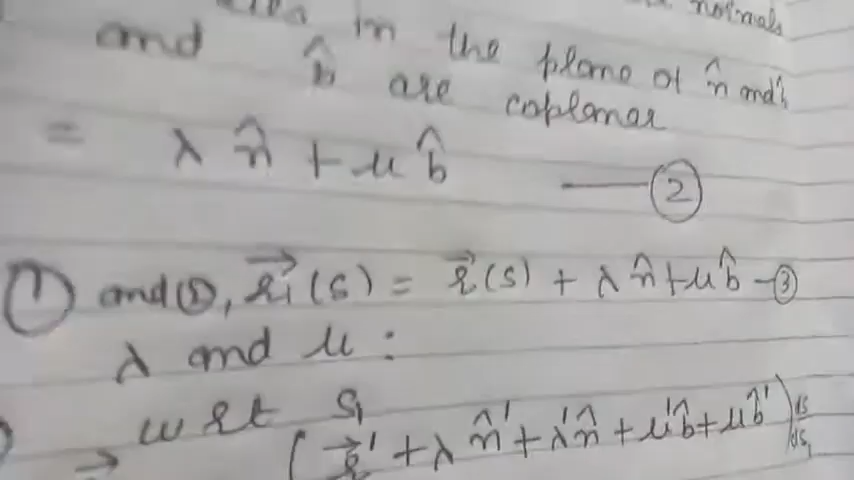 normals
in the plane of n̂ and b̂
and b̂ are coplanar
= λ n̂ + μ b̂ —— ②
① and ②, r⃗₁(s) = r⃗(s) + λ n̂ + μ b̂ - ③
λ and μ :
wrt s₁
⇒ ( r⃗' + λ n̂' + λ' n̂ + μ' b̂ + μ b̂' ) ds/ds₁